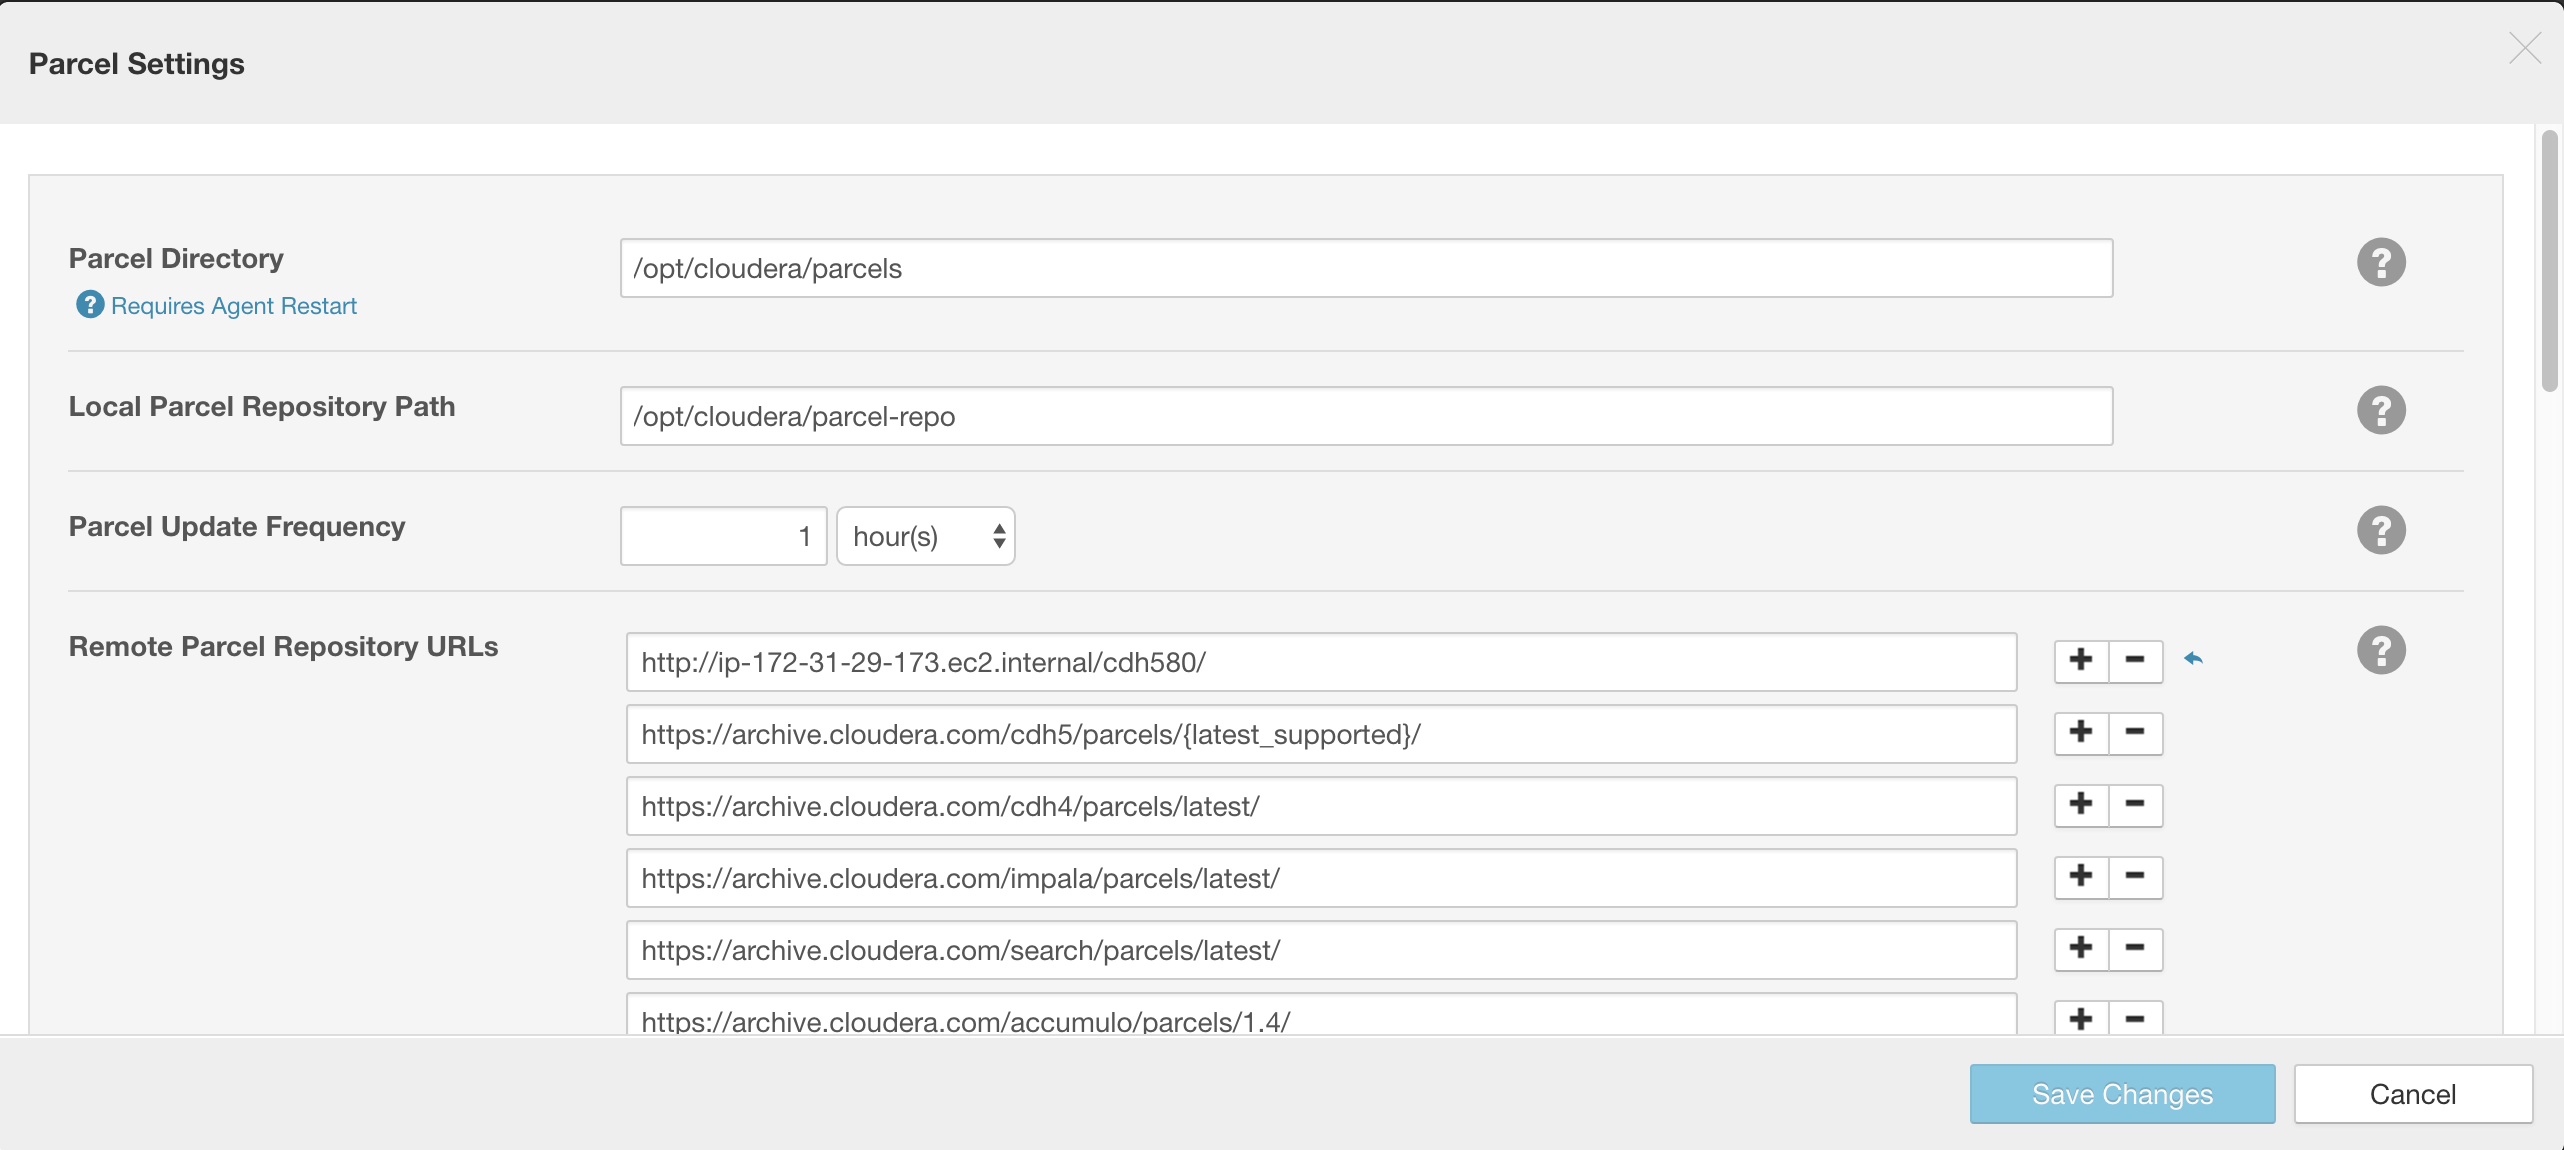 Parcel Settings
Parcel Directory
/opt/cloudera/parcels
Requires Agent Restart
Local Parcel Repository Path
/opt/cloudera/parcel-repo
Parcel Update Frequency
1 hour(s)
Remote Parcel Repository URLs
http://ip-172-31-29-173.ec2.internal/cdh580/
https://archive.cloudera.com/cdh5/parcels/{latest_supported}/
https://archive.cloudera.com/cdh4/parcels/latest/
https://archive.cloudera.com/impala/parcels/latest/
https://archive.cloudera.com/search/parcels/latest/
https://archive.cloudera.com/accumulo/parcels/1.4/
Save Changes
Cancel